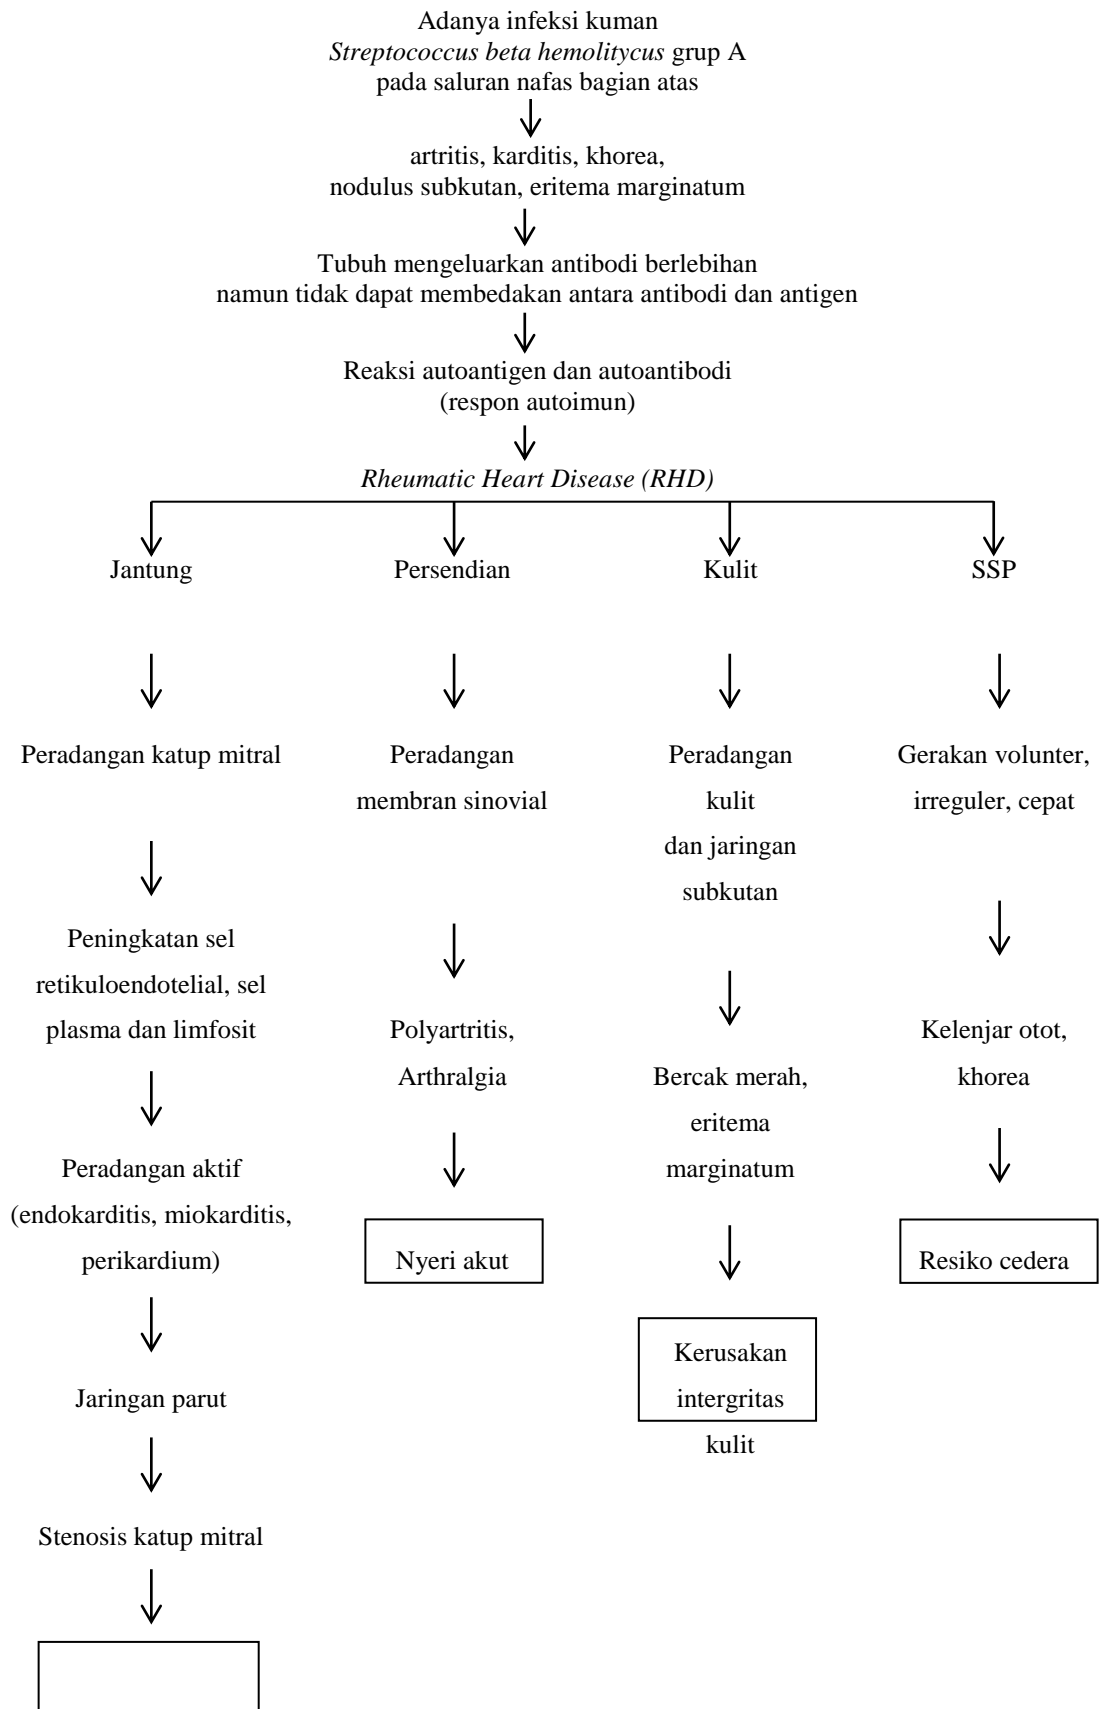 Adanya infeksi kuman
Streptococcus beta hemolitycus grup A
pada saluran nafas bagian atas
artritis, karditis, khorea,
nodulus subkutan, eritema marginatum
Tubuh mengeluarkan antibodi berlebihan
namun tidak dapat membedakan antara antibodi dan antigen
Reaksi autoantigen dan autoantibodi
(respon autoimun)
Rheumatic Heart Disease (RHD)
Jantung
Peradangan katup mitral
Peningkatan sel
retikuloendotelial, sel
plasma dan limfosit
Peradangan aktif
(endokarditis, miokarditis,
perikardium)
Jaringan parut
Stenosis katup mitral
Persendian
Peradangan
membran sinovial
Polyartritis,
Arthralgia
Nyeri akut
Kulit
Peradangan
kulit
dan jaringan
subkutan
Bercak merah,
eritema
marginatum
Kerusakan
intergritas
kulit
SSP
Gerakan volunter,
irreguler, cepat
Kelenjar otot,
khorea
Resiko cedera